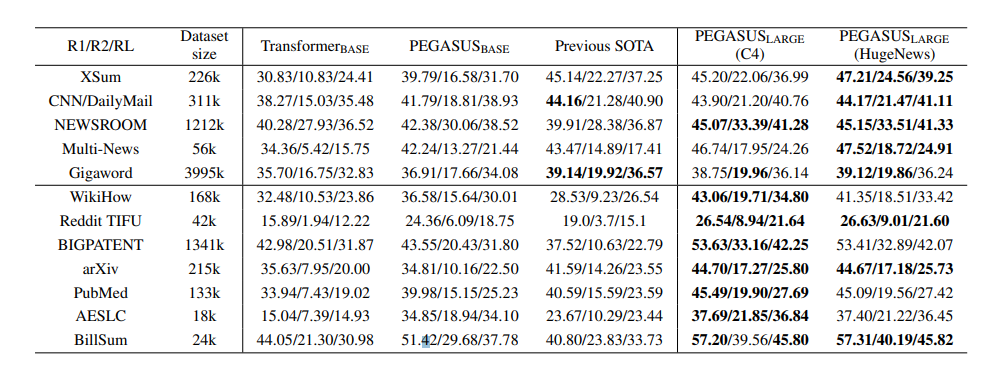 R1/R2/RL Dataset size Transformer_BASE PEGASUS_BASE Previous SOTA PEGASUS_LARGE (C4) PEGASUS_LARGE (HugeNews)
XSum 226k 30.83/10.83/24.41 39.79/16.58/31.70 45.14/22.27/37.25 45.20/22.06/36.99 47.21/24.56/39.25
CNN/DailyMail 311k 38.27/15.03/35.48 41.79/18.81/38.93 44.16/21.28/40.90 43.90/21.20/40.76 44.17/21.47/41.11
NEWSROOM 1212k 40.28/27.93/36.52 42.38/30.06/38.52 39.91/28.38/36.87 45.07/33.39/41.28 45.15/33.51/41.33
Multi-News 56k 34.36/5.42/15.75 42.24/13.27/21.44 43.47/14.89/17.41 46.74/17.95/24.26 47.52/18.72/24.91
Gigaword 3995k 35.70/16.75/32.83 36.91/17.66/34.08 39.14/19.92/36.57 38.75/19.96/36.14 39.12/19.86/36.24
WikiHow 168k 32.48/10.53/23.86 36.58/15.64/30.01 28.53/9.23/26.54 43.06/19.71/34.80 41.35/18.51/33.42
Reddit TIFU 42k 15.89/1.94/12.22 24.36/6.09/18.75 19.0/3.7/15.1 26.54/8.94/21.64 26.63/9.01/21.60
BIGPATENT 1341k 42.98/20.51/31.87 43.55/20.43/31.80 37.52/10.63/22.79 53.63/33.16/42.25 53.41/32.89/42.07
arXiv 215k 35.63/7.95/20.00 34.81/10.16/22.50 41.59/14.26/23.55 44.70/17.27/25.80 44.67/17.18/25.73
PubMed 133k 33.94/7.43/19.02 39.98/15.15/25.23 40.59/15.59/23.59 45.49/19.90/27.69 45.09/19.56/27.42
AESLC 18k 15.04/7.39/14.93 34.85/18.94/34.10 23.67/10.29/23.44 37.69/21.85/36.84 37.40/21.22/36.45
BillSum 24k 44.05/21.30/30.98 51.42/29.68/37.78 40.80/23.83/33.73 57.20/39.56/45.80 57.31/40.19/45.82